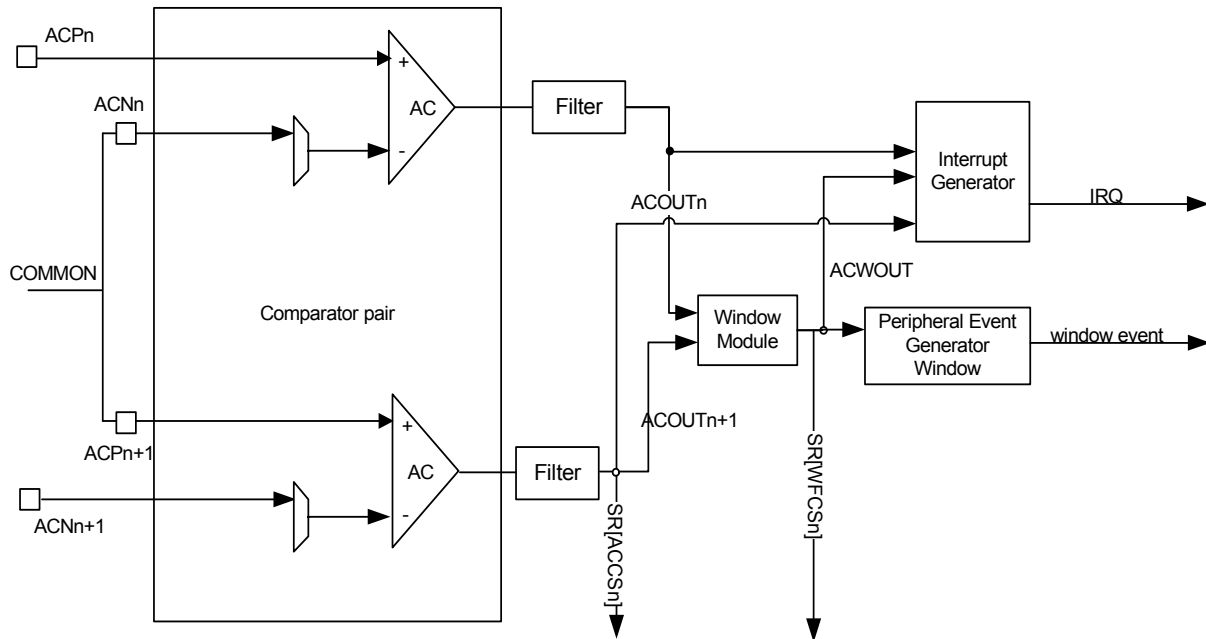 ACPn
+
AC
-
ACNn
Filter
Interrupt
Generator
IRQ
ACOUTn
COMMON
ACWOUT
Comparator pair
Window
Module
Peripheral Event
Generator
Window
window event
ACOUTn+1
ACPn+1
+
AC
-
Filter
ACNn+1
SR[ACCSn]
SR[WFCSn]